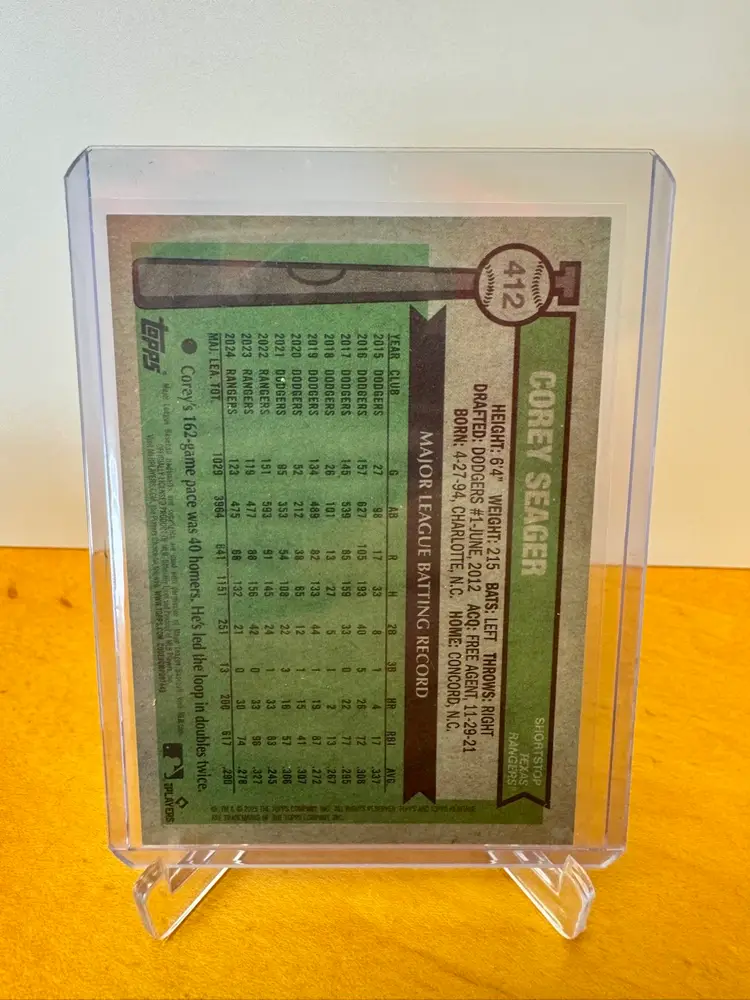 412
COREY SEAGER
SHORTSTOP
TEXAS
RANGERS
HEIGHT: 6'4" WEIGHT: 215 BATS: LEFT THROWS: RIGHT
DRAFTED: DODGERS #1-JUNE, 2012 ACQ: FREE AGENT, 11-29-21
BORN: 4-27-94, CHARLOTTE, N.C. HOME: CONCORD, N.C.
MAJOR LEAGUE BATTING RECORD
YEAR CLUB G AB R H 2B 3B HR RBI AVG
2015 DODGERS 27 98 17 33 8 1 4 17 .337
2016 DODGERS 157 627 105 193 40 5 26 72 .308
2017 DODGERS 145 539 85 159 33 0 22 77 .295
2018 DODGERS 26 101 13 27 5 1 2 13 .267
2019 DODGERS 134 489 82 133 44 1 19 87 .272
2020 DODGERS 52 212 38 65 12 1 15 41 .307
2021 DODGERS 95 353 54 108 22 3 16 57 .306
2022 RANGERS 151 593 91 145 24 1 33 83 .245
2023 RANGERS 119 477 88 156 42 0 33 96 .327
2024 RANGERS 123 475 68 132 21 0 30 74 .278
MAJ. LEA. TOT. 1029 3964 641 1151 251 13 200 617 .290
Corey's 162-game pace was 40 homers. He's led the loop in doubles twice.
topps
PLAYERS